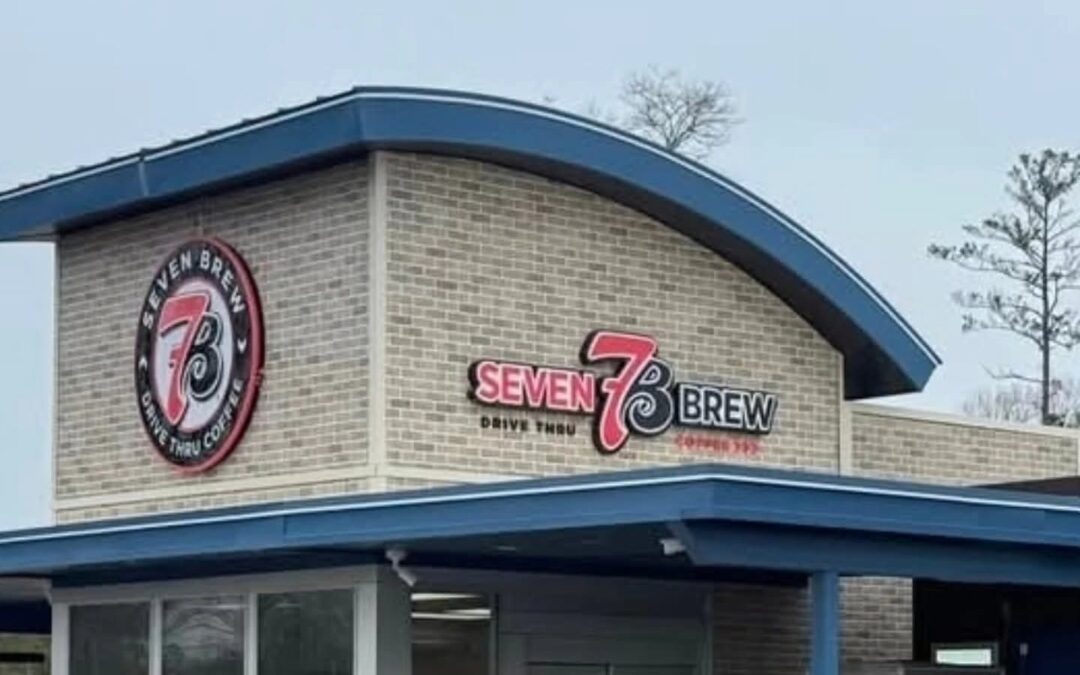 SEVEN BREW
7B
DRIVE THRU COFFEE
SEVEN 7B BREW
DRIVE THRU